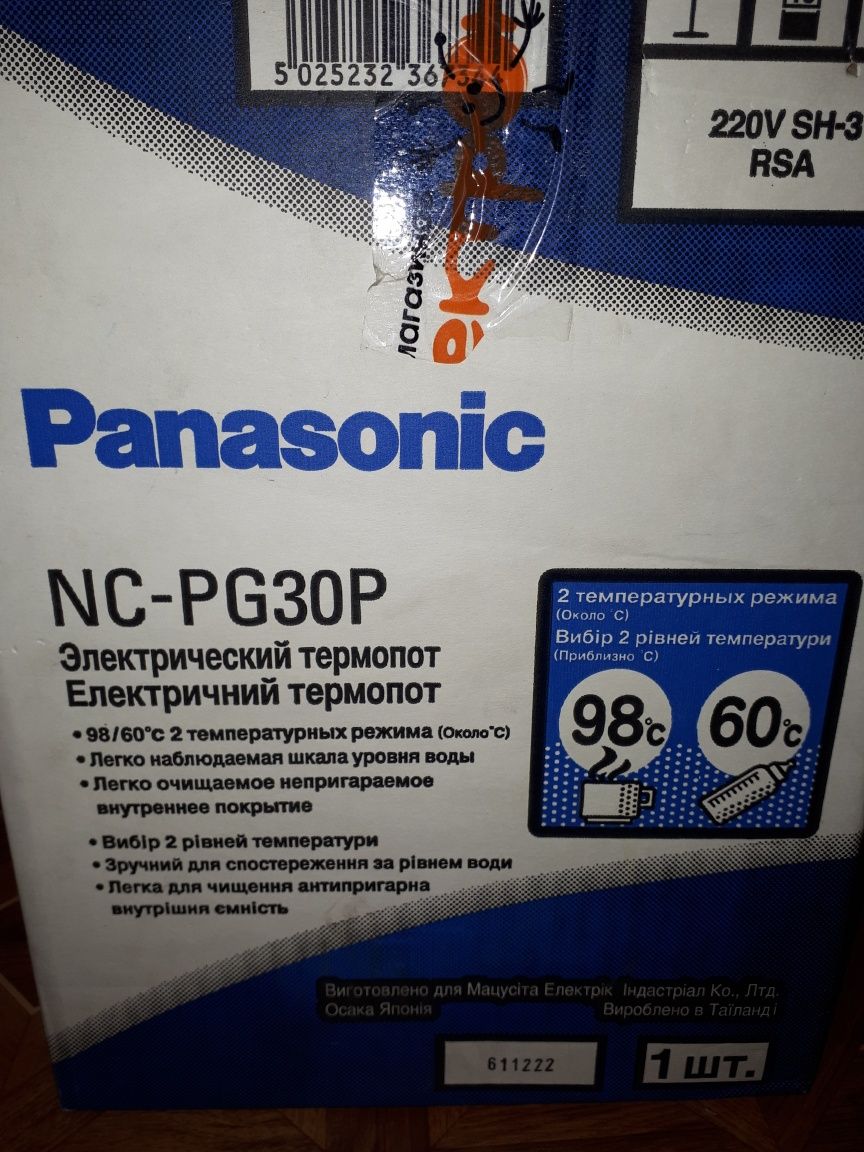 5 025232 367
220V SH-3
RSA
Panasonic
NC-PG30P
Электрический термопот
Електричний термопот
• 98/60°c 2 температурных режима (Около°C)
• Легко наблюдаемая шкала уровня воды
• Легко очищаемое непригараемое
внутреннее покрытие
• Вибір 2 рівней температури
• Зручний для спостереження за рівнем води
• Легка для чищення антипригарна
внутрішня ємність
2 температурных режима
(Около °C)
Вибір 2 рівней температури
(Приблизно °C)
98°c
60°c
Виготовлено для Мацусіта Електрік Індастріал Ко., Лтд.
Осака Японія
Вироблено в Таїланді
611222
1 шт.